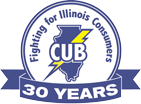 Fighting for Illinois Consumers
CUB
30 YEARS